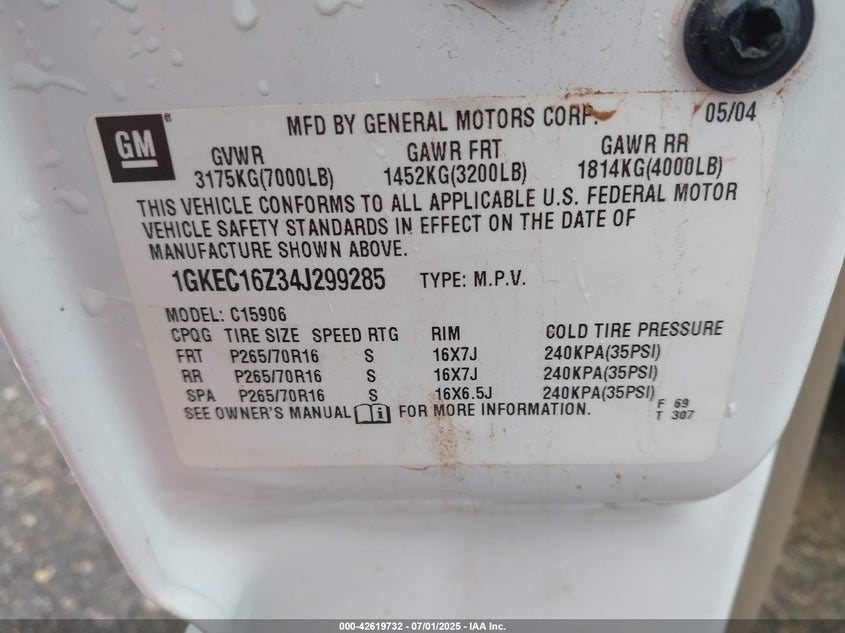 GM®
MFD BY GENERAL MOTORS CORP. 05/04
GVWR GAWR FRT GAWR RR
3175KG(7000LB) 1452KG(3200LB) 1814KG(4000LB)
THIS VEHICLE CONFORMS TO ALL APPLICABLE U.S. FEDERAL MOTOR
VEHICLE SAFETY STANDARDS IN EFFECT ON THE DATE OF
MANUFACTURE SHOWN ABOVE.
1GKEC16Z34J299285 TYPE: M.P.V.
MODEL: C15906
CPQG TIRE SIZE SPEED RTG RIM COLD TIRE PRESSURE
FRT P265/70R16 S 16X7J 240KPA(35PSI)
RR P265/70R16 S 16X7J 240KPA(35PSI)
SPA P265/70R16 S 16X6.5J 240KPA(35PSI)
SEE OWNER'S MANUAL i FOR MORE INFORMATION.
F 69
T 307
000-42619732 - 07/01/2025 - IAA Inc.